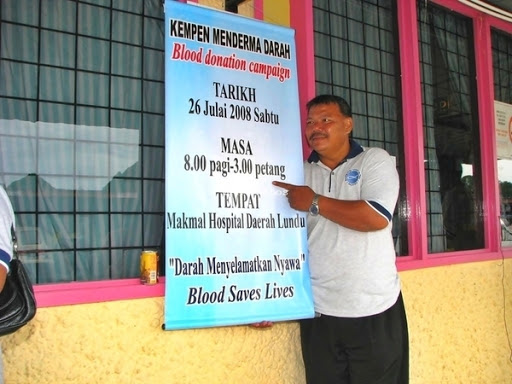 KEMPEN MENDERMA DARAH
Blood donation campaign
TARIKH
26 Julai 2008 Sabtu
MASA
8.00 pagi-3.00 petang
TEMPAT
Makmal Hospital Daerah Lundu
"Darah Menyelamatkan Nyawa"
Blood Saves Lives